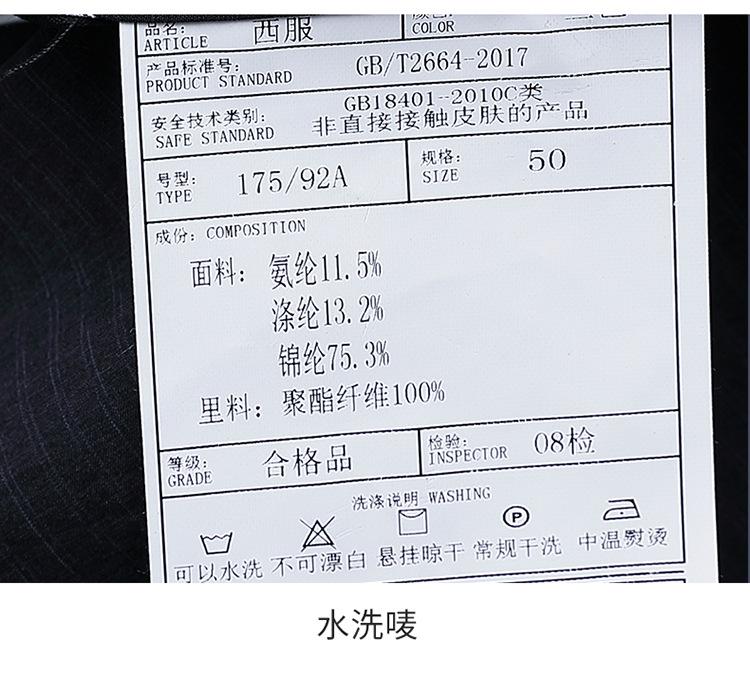 品名: 西服
ARTICLE
COLOR
产品标准号: GB/T2664-2017
PRODUCT STANDARD
安全技术类别: GB18401-2010C类
SAFE STANDARD 非直接接触皮肤的产品
号型: 175/92A
TYPE
规格: 50
SIZE
成份: COMPOSITION
面料: 氨纶11.5%
涤纶13.2%
锦纶75.3%
里料: 聚酯纤维100%
等级: 合格品
GRADE
检验: 08检
INSPECTOR
洗涤说明 WASHING
P
可以水洗 不可漂白 悬挂晾干 常规干洗 中温熨烫
水洗唛